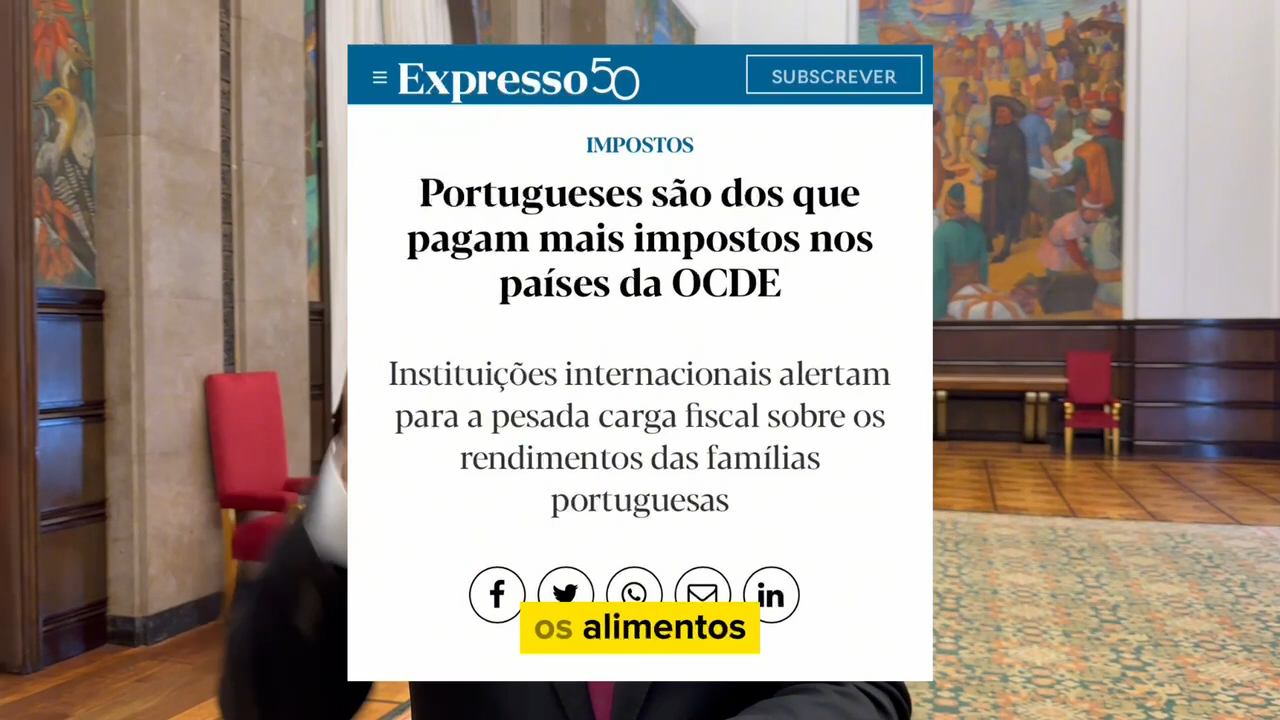 Expresso50
SUBSCREVER
IMPOSTOS
Portugueses são dos que
pagam mais impostos nos
países da OCDE
Instituições internacionais alertam
para a pesada carga fiscal sobre os
rendimentos das famílias
portuguesas
os alimentos